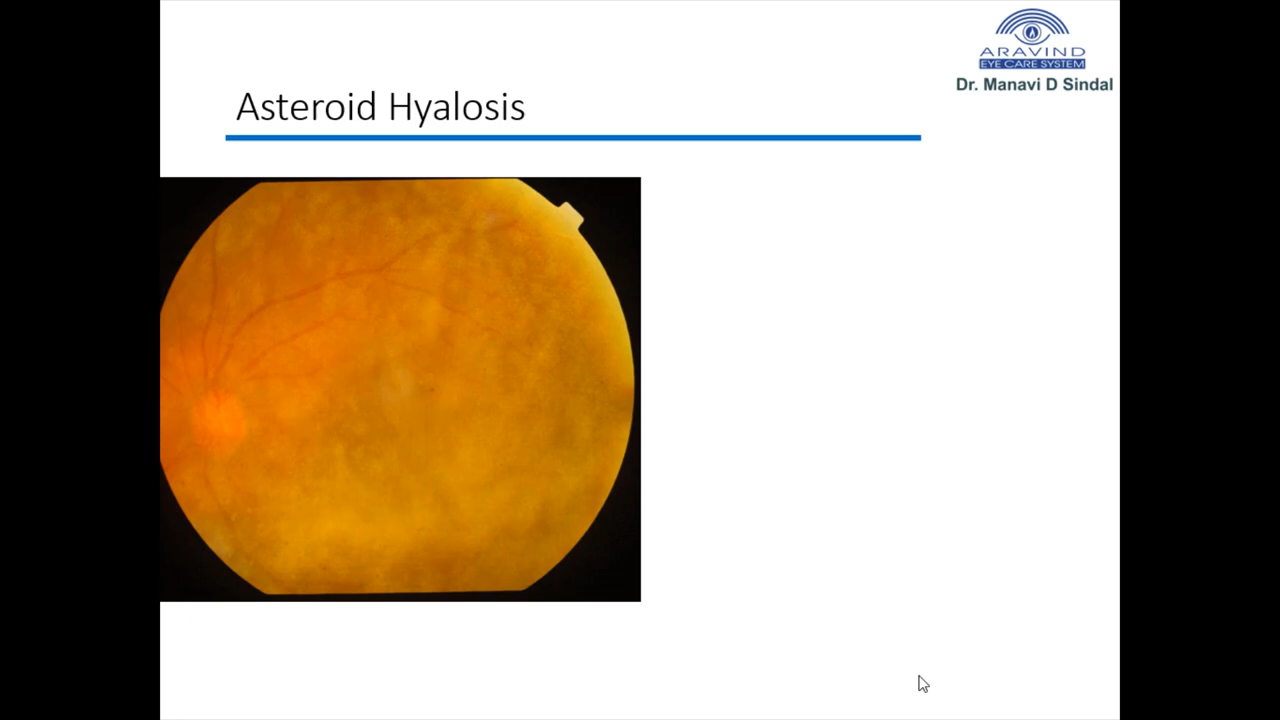 ARAVIND
EYE CARE SYSTEM
Dr. Manavi D Sindal
Asteroid Hyalosis